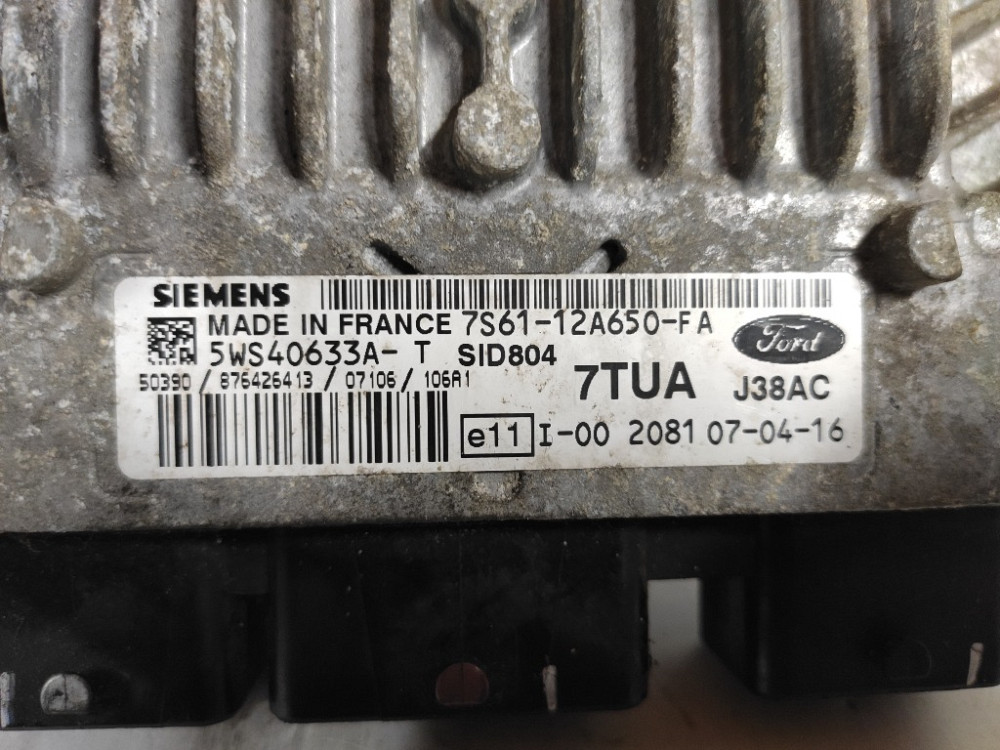 SIEMENS
MADE IN FRANCE 7S61-12A650-FA
Ford
5WS40633A- T SID804
7TUA J38AC
50390 / 876426413 / 07106 / 106A1
e11 I-00 2081 07-04-16